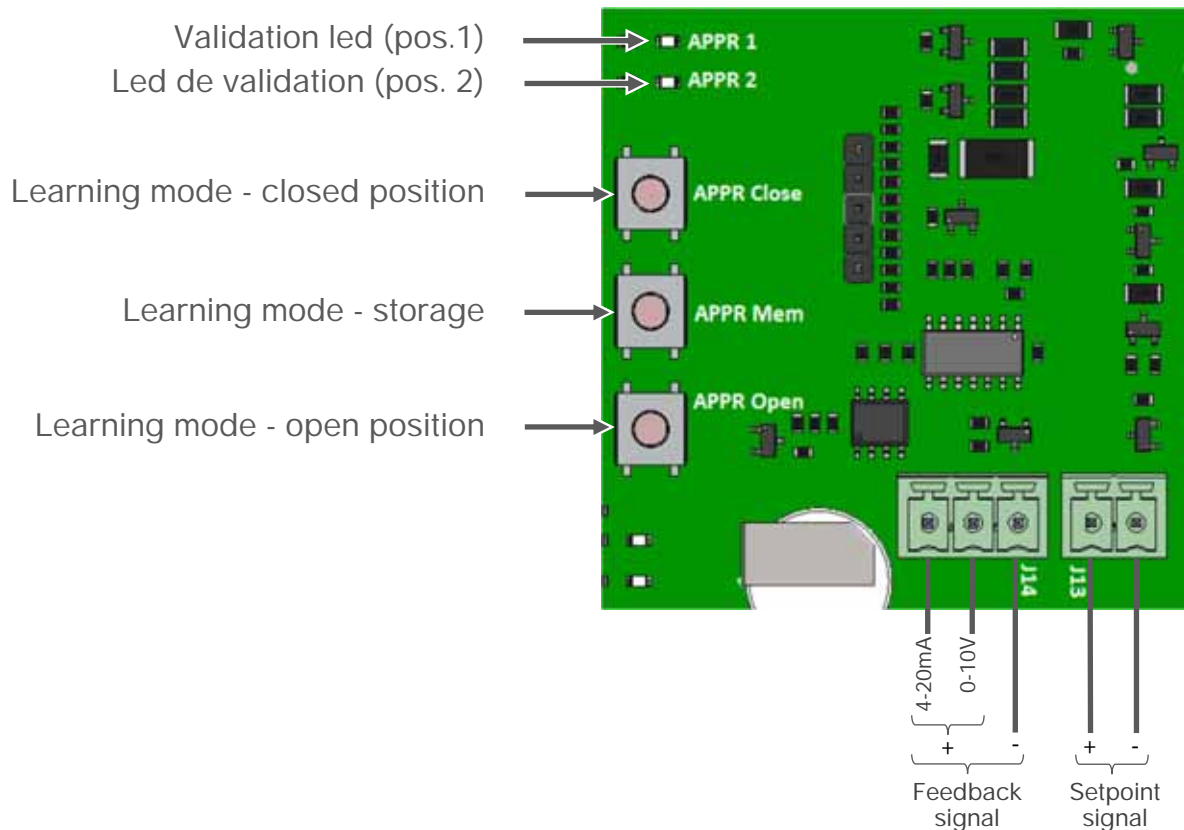 Validation led (pos.1)
APPR 1
Led de validation (pos. 2)
APPR 2
Learning mode - closed position
APPR Close
Learning mode - storage
APPR Mem
Learning mode - open position
APPR Open
J14
J13
4-20mA
0-10V
+
-
+
-
Feedback
signal
Setpoint
signal